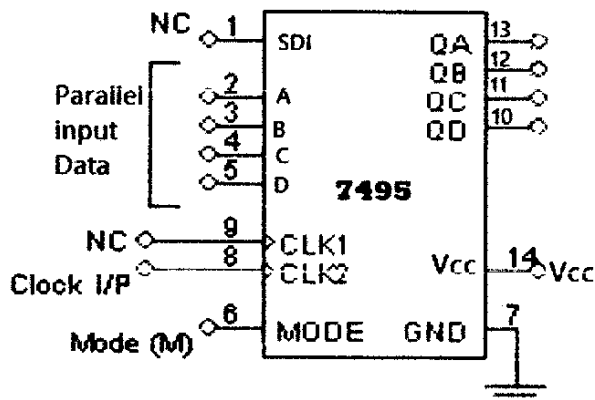 NC 1 SDI QA 13
QB 12
Parallel 2 A QC 11
input 3 B QD 10
Data 4 C
5 D 7495
NC 9 CLK1
Clock I/P 8 CLK2 VCC 14 VCC
Mode (M) 6 MODE GND 7